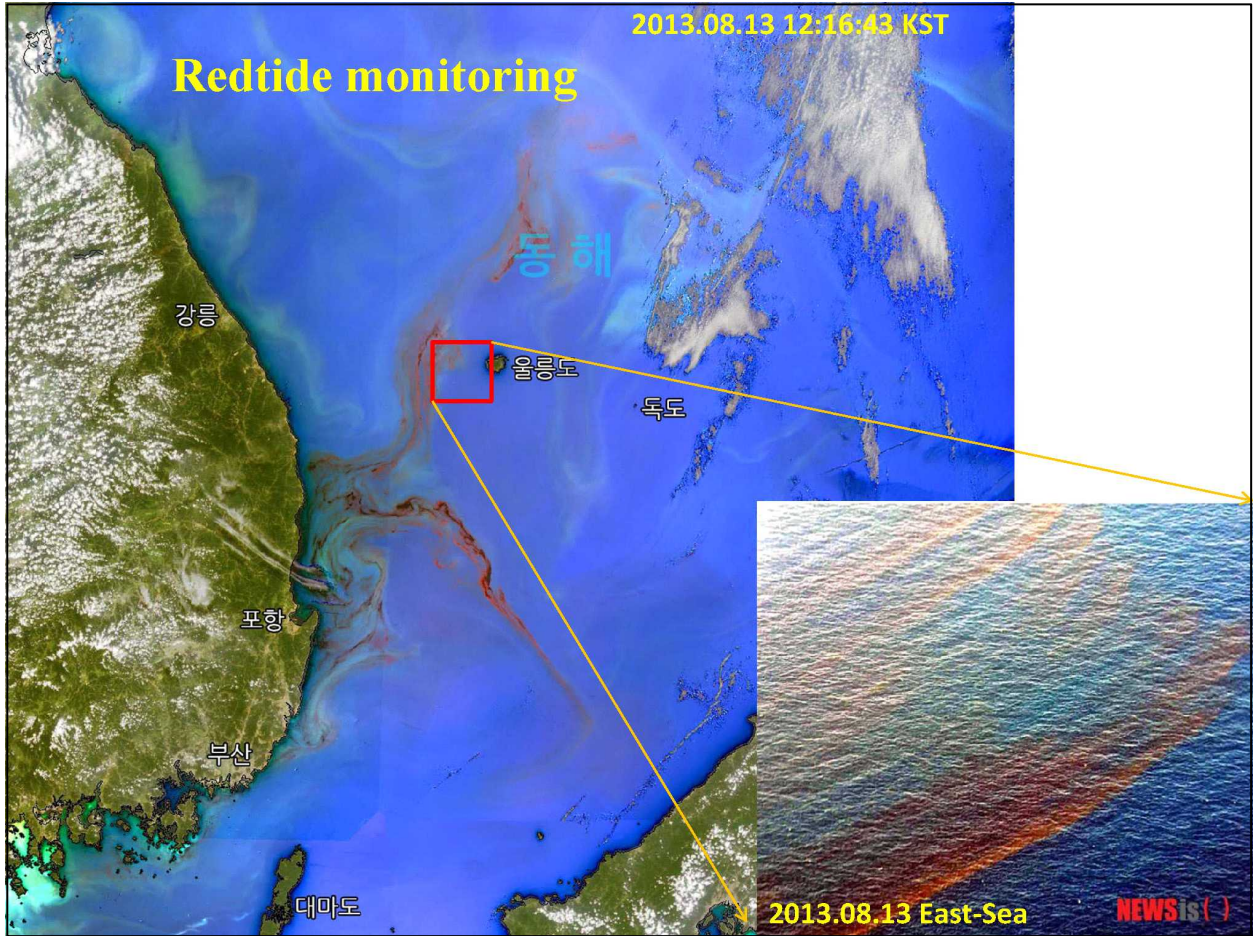 2013.08.13 12:16:43 KST
Redtide monitoring
동 해
강릉
울릉도
독도
포항
부산
대마도
2013.08.13 East-Sea
NEWSis( )